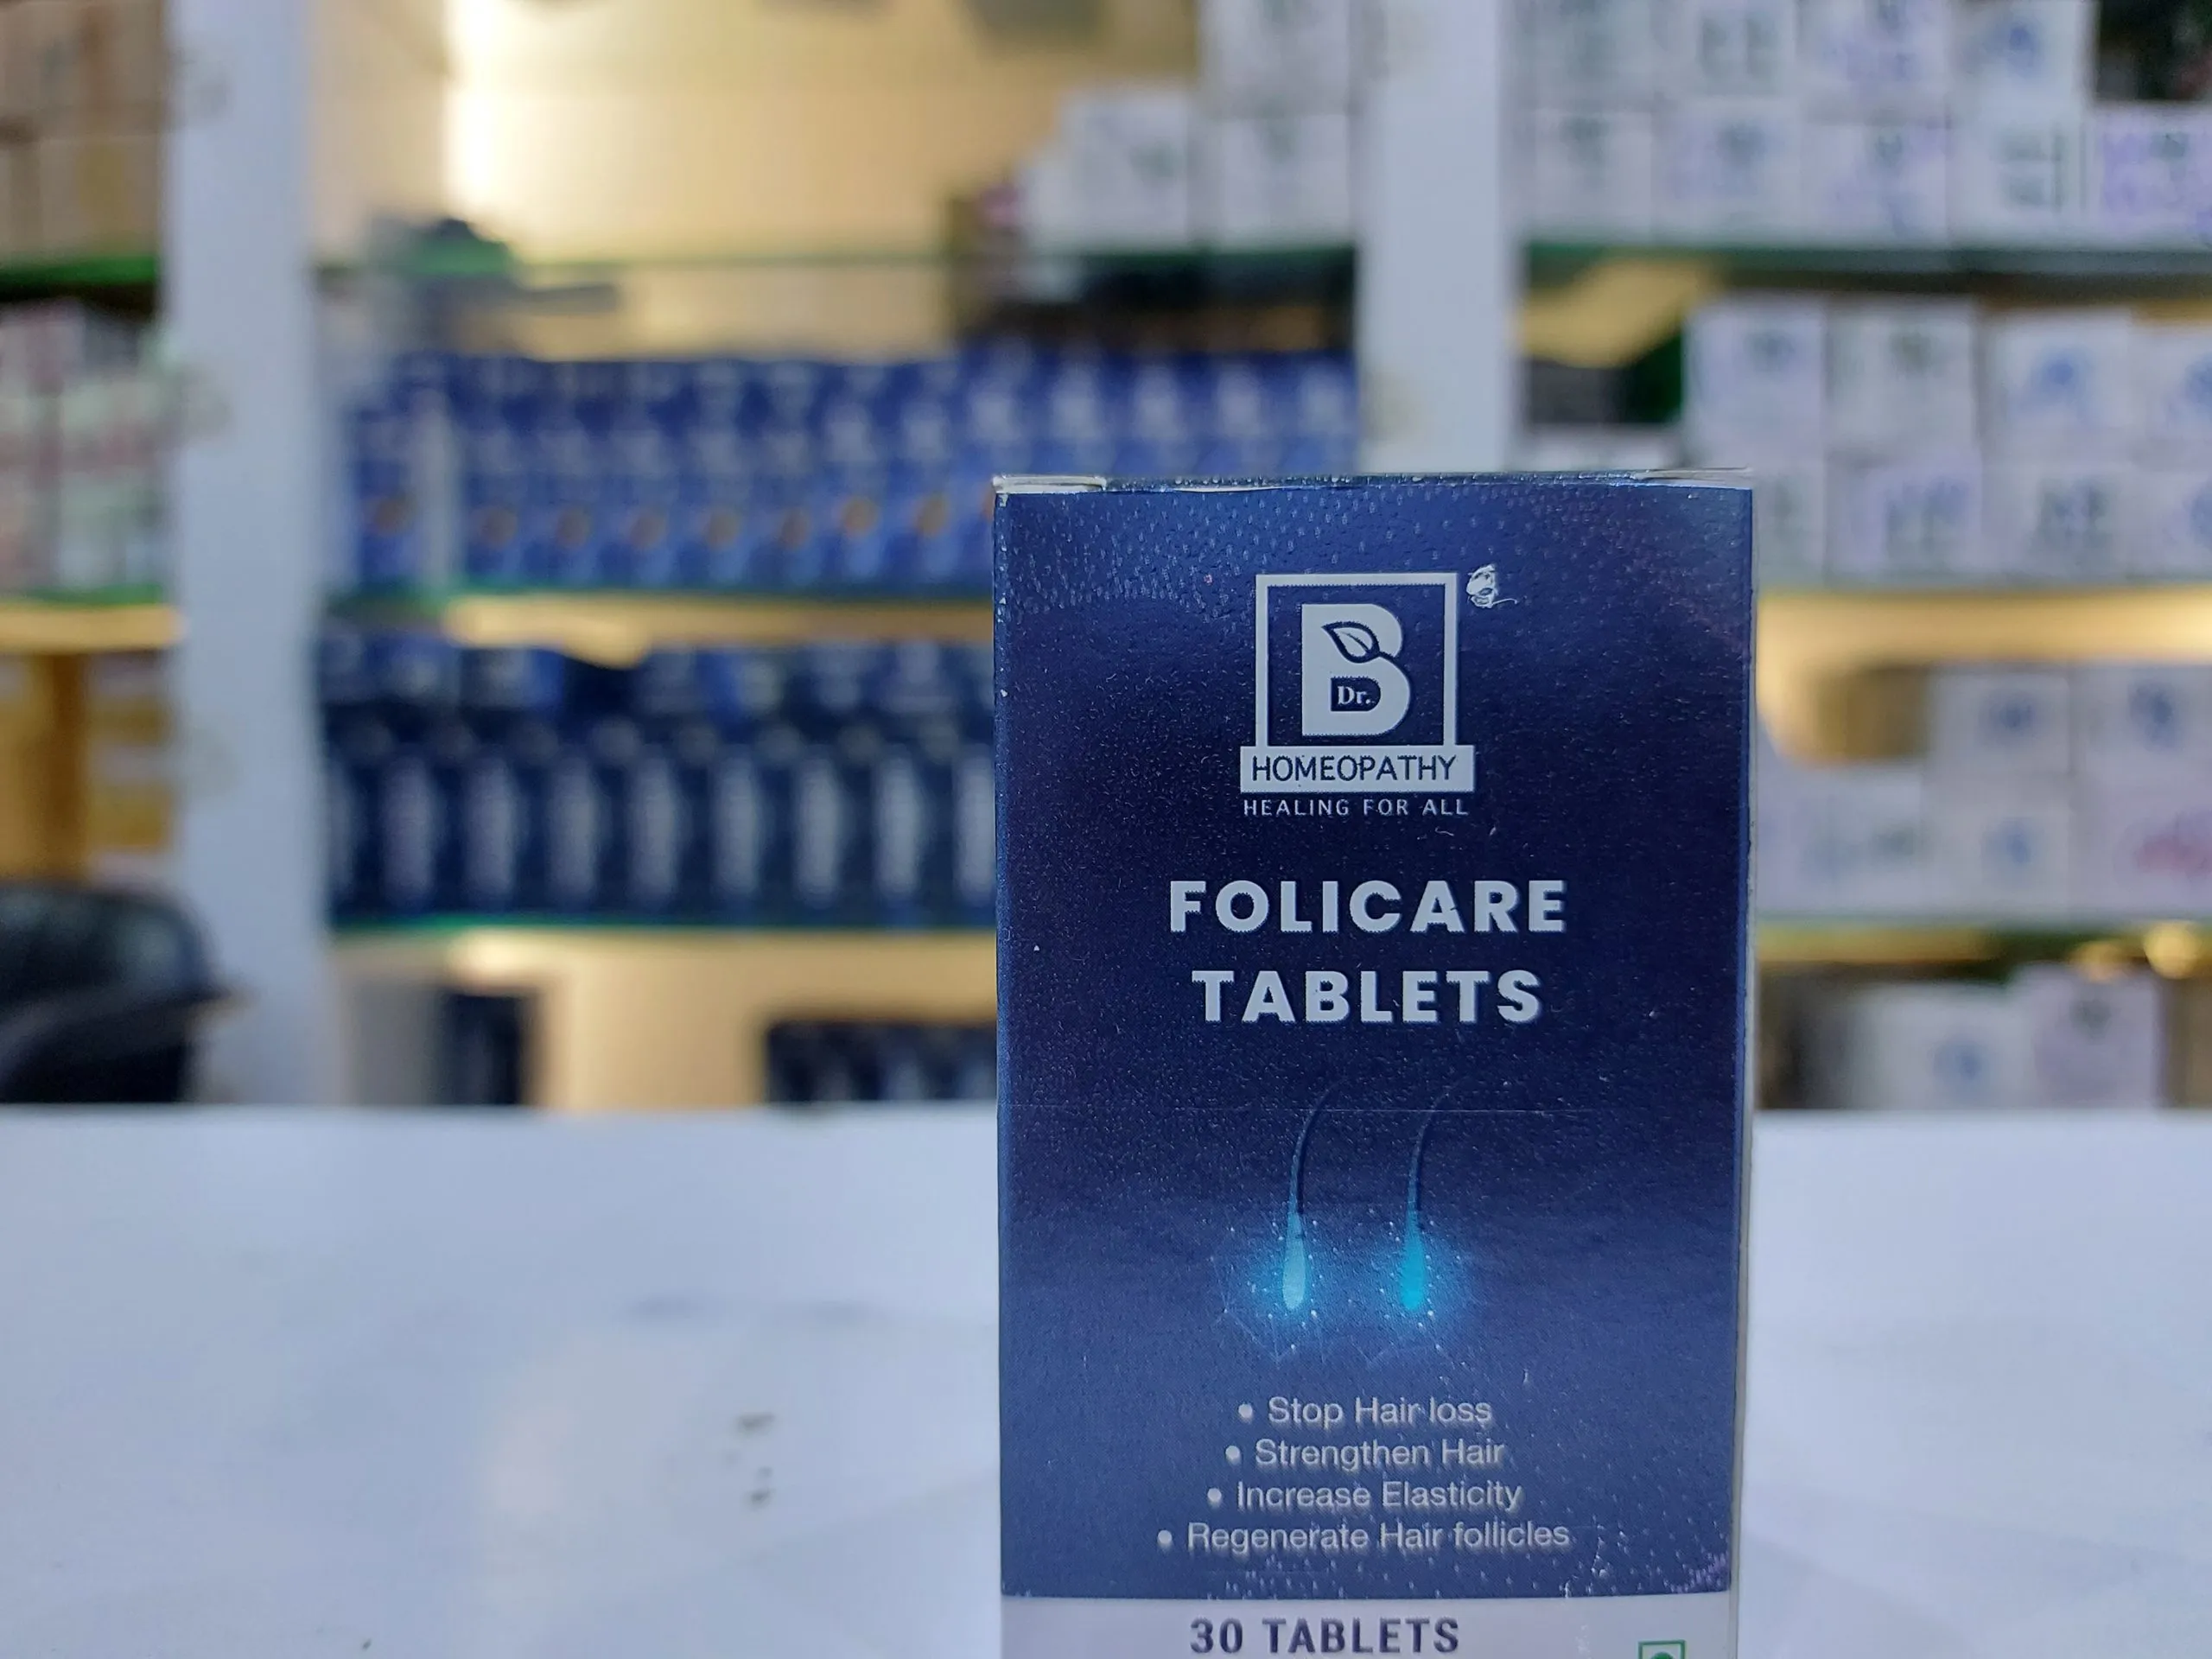 B
Dr.
HOMEOPATHY
HEALING FOR ALL
FOLICARE
TABLETS
• Stop Hair loss
• Strengthen Hair
• Increase Elasticity
• Regenerate Hair follicles
30 TABLETS